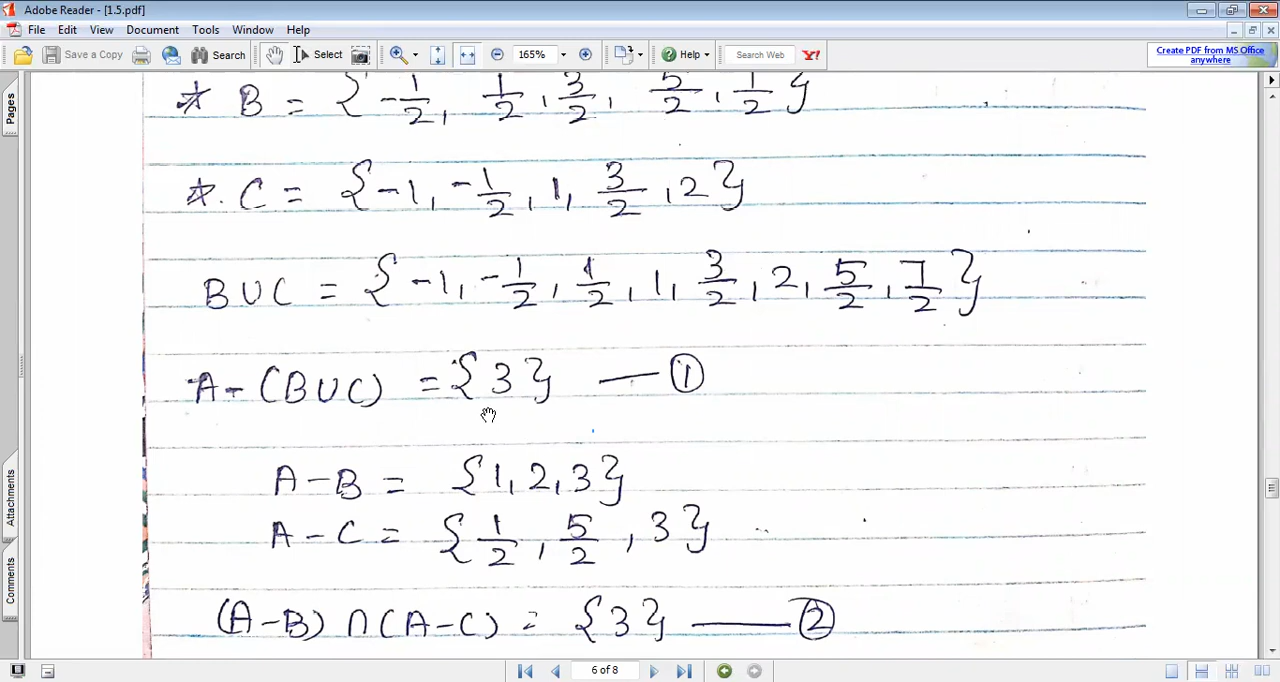 Adobe Reader - [1.5.pdf]
File Edit View Document Tools Window Help
Save a Copy Search Select 165% Help Search Web Y!
Create PDF from MS Office anywhere
Pages
* B = {-1/2, 1/2, 3/2, 5/2, 1/2}
*. C = {-1, -1/2, 1, 3/2, 2}
B∪C = {-1, -1/2, 1/2, 1, 3/2, 2, 5/2, 7/2}
A-(B∪C) = {3} — ①
A-B = {1, 2, 3}
Attachments
A-C = {1/2, 5/2, 3}
Comments
(A-B)∩(A-C) = {3} — ②
6 of 8